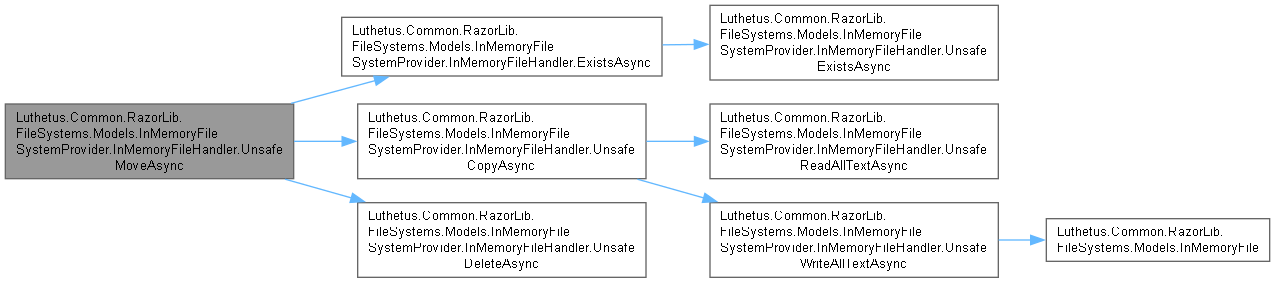 Luthetus.Common.RazorLib.
FileSystems.Models.InMemoryFile
SystemProvider.InMemoryFileHandler.Unsafe
MoveAsync
Luthetus.Common.RazorLib.
FileSystems.Models.InMemoryFile
SystemProvider.InMemoryFileHandler.ExistsAsync
Luthetus.Common.RazorLib.
FileSystems.Models.InMemoryFile
SystemProvider.InMemoryFileHandler.Unsafe
ExistsAsync
Luthetus.Common.RazorLib.
FileSystems.Models.InMemoryFile
SystemProvider.InMemoryFileHandler.Unsafe
CopyAsync
Luthetus.Common.RazorLib.
FileSystems.Models.InMemoryFile
SystemProvider.InMemoryFileHandler.Unsafe
ReadAllTextAsync
Luthetus.Common.RazorLib.
FileSystems.Models.InMemoryFile
SystemProvider.InMemoryFileHandler.Unsafe
DeleteAsync
Luthetus.Common.RazorLib.
FileSystems.Models.InMemoryFile
SystemProvider.InMemoryFileHandler.Unsafe
WriteAllTextAsync
Luthetus.Common.RazorLib.
FileSystems.Models.InMemoryFile